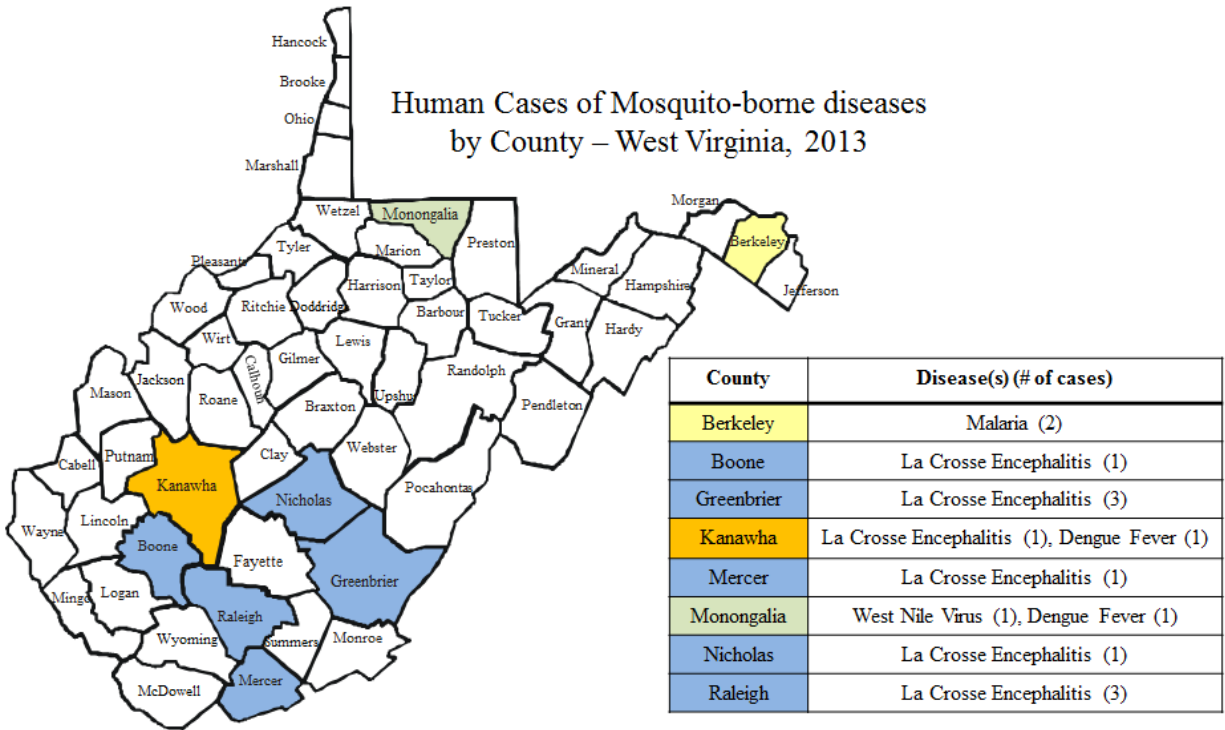 Human Cases of Mosquito-borne diseases
by County – West Virginia, 2013
Hancock
Brooke
Ohio
Marshall
Wetzel
Monongalia
Morgan
Berkeley
Jefferson
Preston
Marion
Tyler
Pleasants
Mineral
Hampshire
Harrison
Taylor
Wood
Ritchie
Doddridg
Barbour
Tucker
Grant
Hardy
Wirt
Lewis
Gilmer
Calhoun
Jackson
Mason
Roane
Upshu
Randolph
Braxton
Pendleton
Webster
Clay
Putnam
Cabell
Kanawha
Pocahontas
Nicholas
Lincoln
Wayne
Boone
Fayette
Greenbrier
Logan
Mingo
Raleigh
Wyoming
Summers
Monroe
Mercer
McDowell
County Disease(s) (# of cases)
Berkeley Malaria (2)
Boone La Crosse Encephalitis (1)
Greenbrier La Crosse Encephalitis (3)
Kanawha La Crosse Encephalitis (1), Dengue Fever (1)
Mercer La Crosse Encephalitis (1)
Monongalia West Nile Virus (1), Dengue Fever (1)
Nicholas La Crosse Encephalitis (1)
Raleigh La Crosse Encephalitis (3)